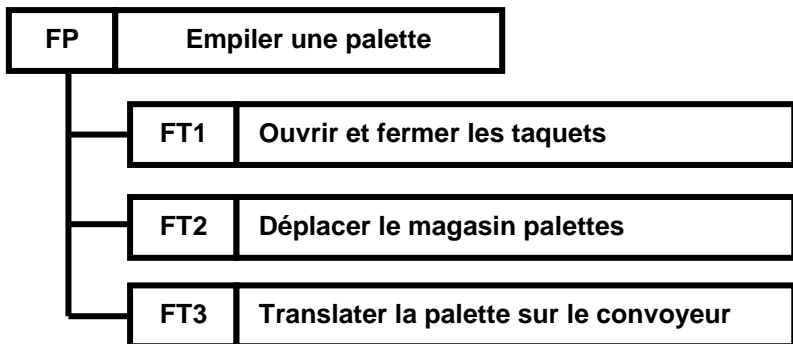 FP Empiler une palette
FT1 Ouvrir et fermer les taquets
FT2 Déplacer le magasin palettes
FT3 Translater la palette sur le convoyeur